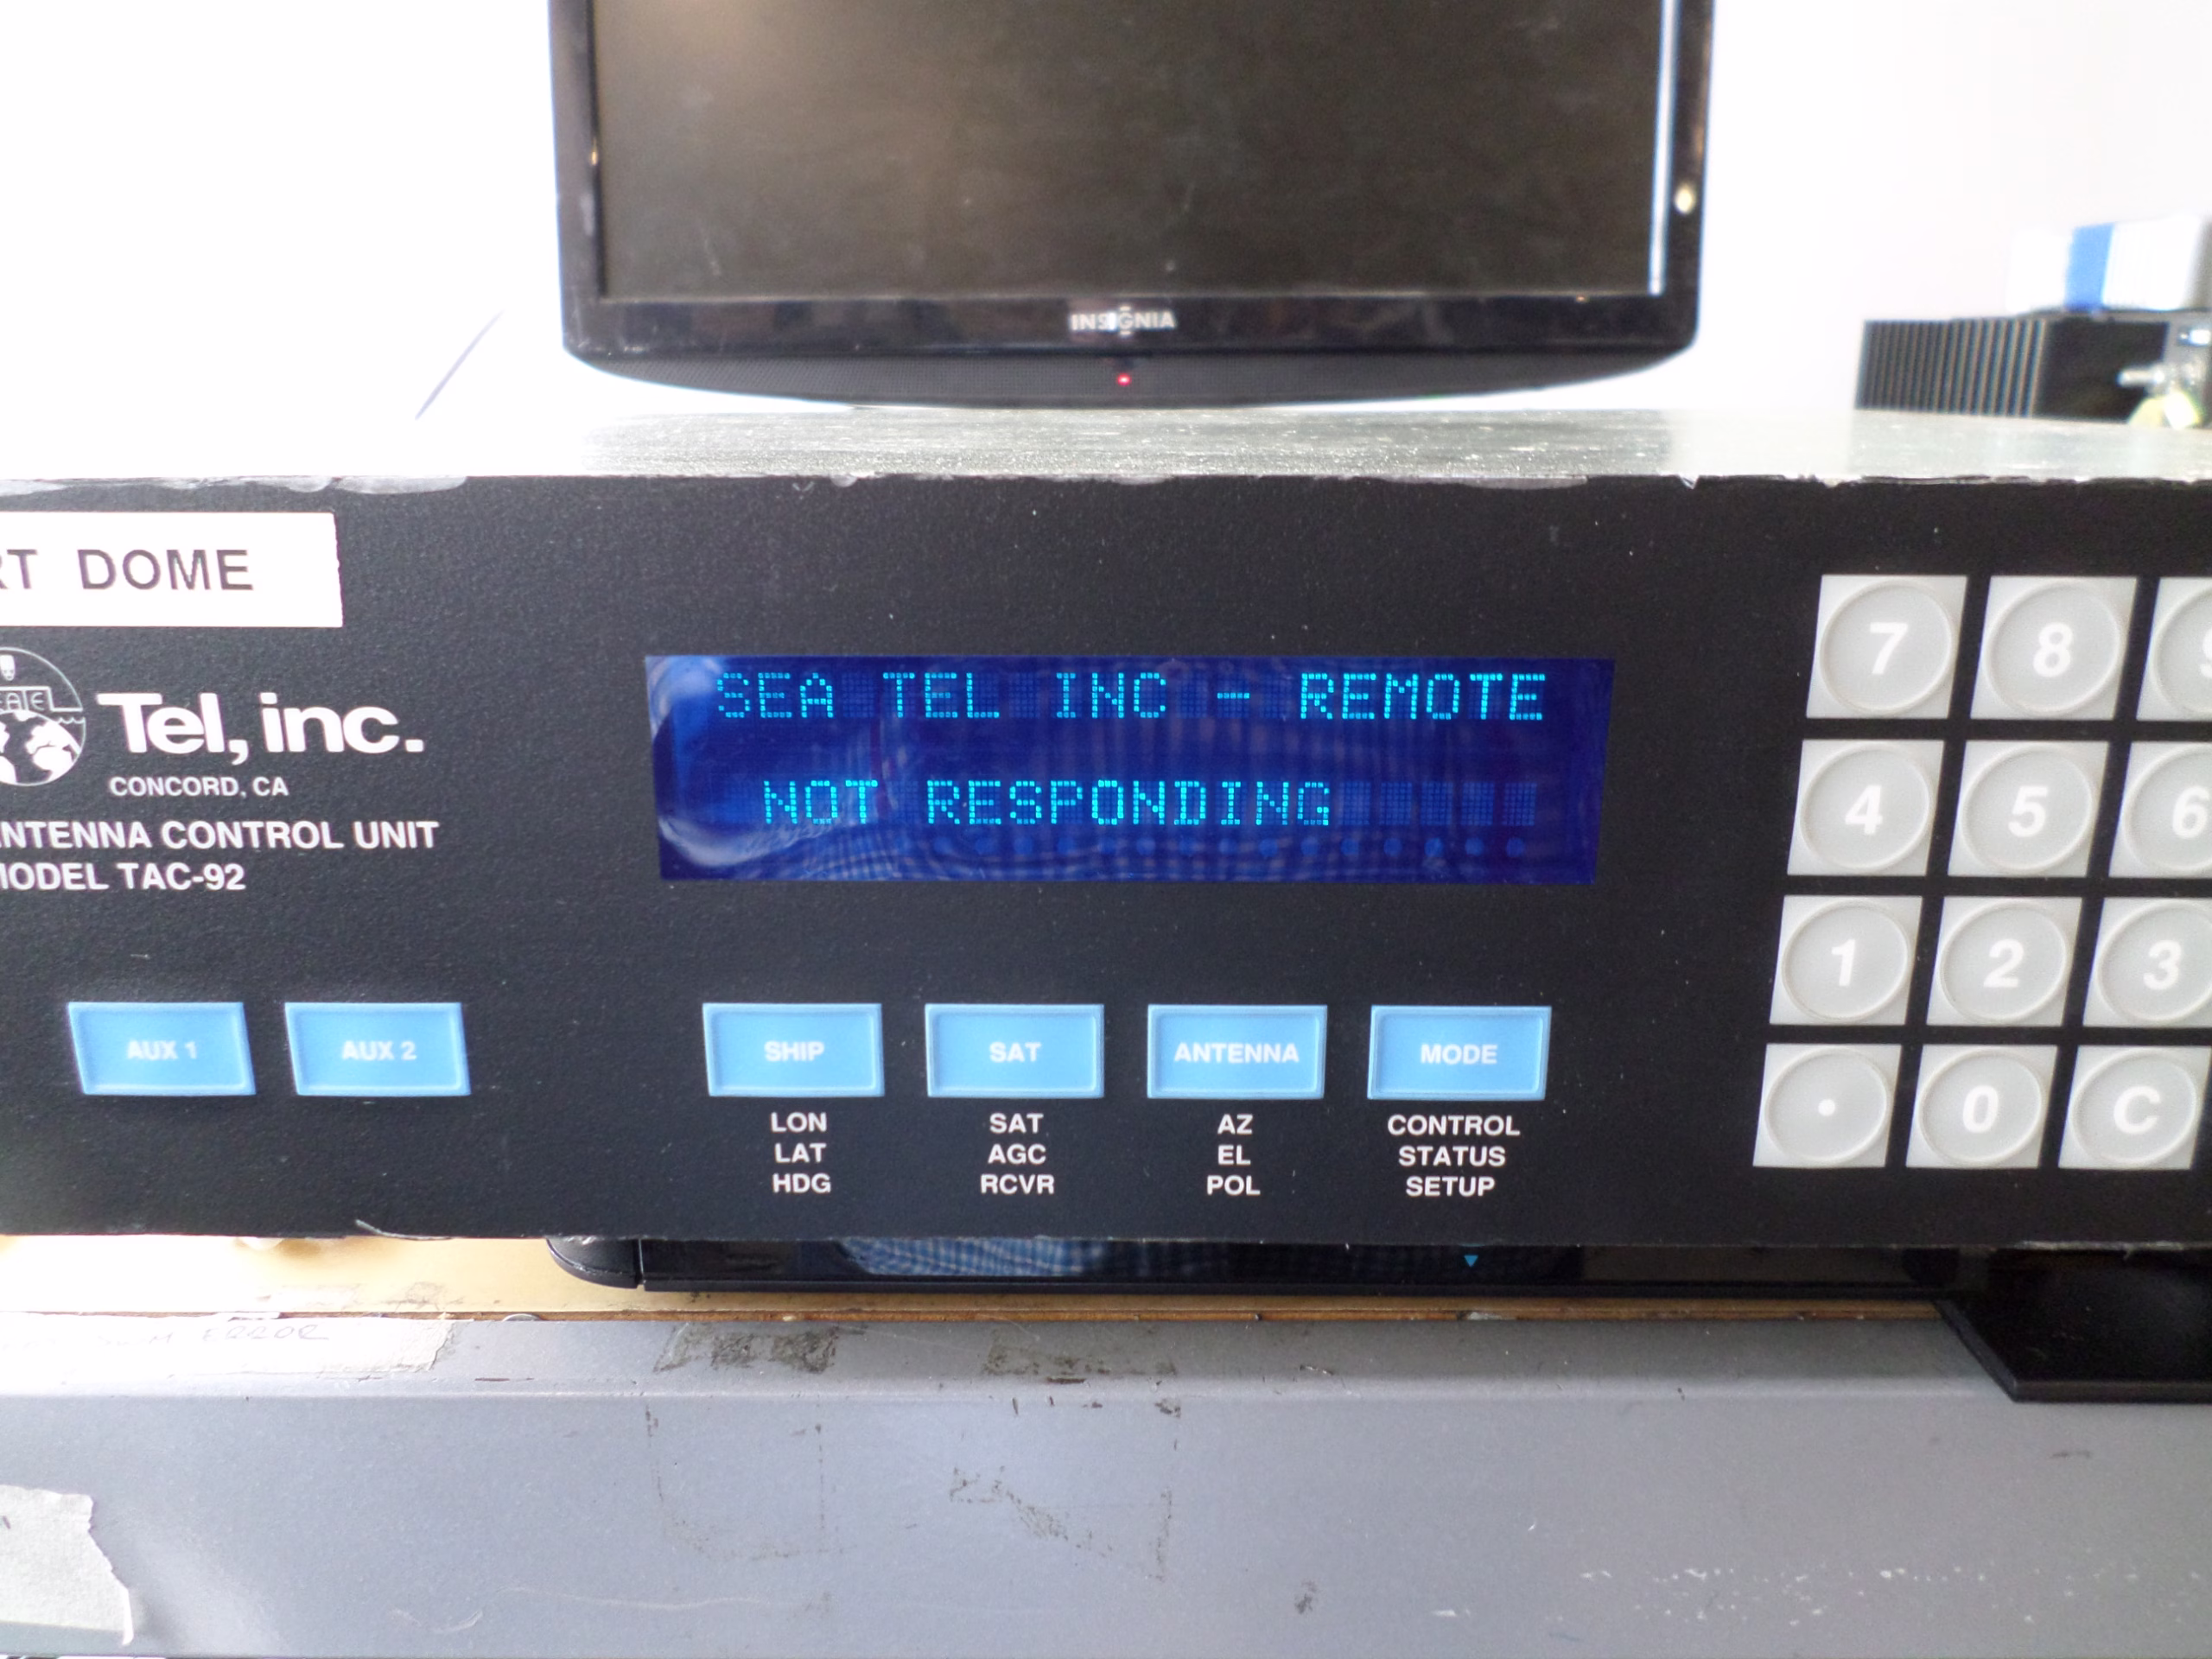 INSIGNIA
RT DOME
Tel, inc.
CONCORD, CA
NTENNA CONTROL UNIT
MODEL TAC-92
SEA TEL INC - REMOTE
NOT RESPONDING
7 8
4 5 6
1 2 3
. 0 C
AUX 1 AUX 2 SHIP SAT ANTENNA MODE
LON SAT AZ CONTROL
LAT AGC EL STATUS
HDG RCVR POL SETUP
ERROR